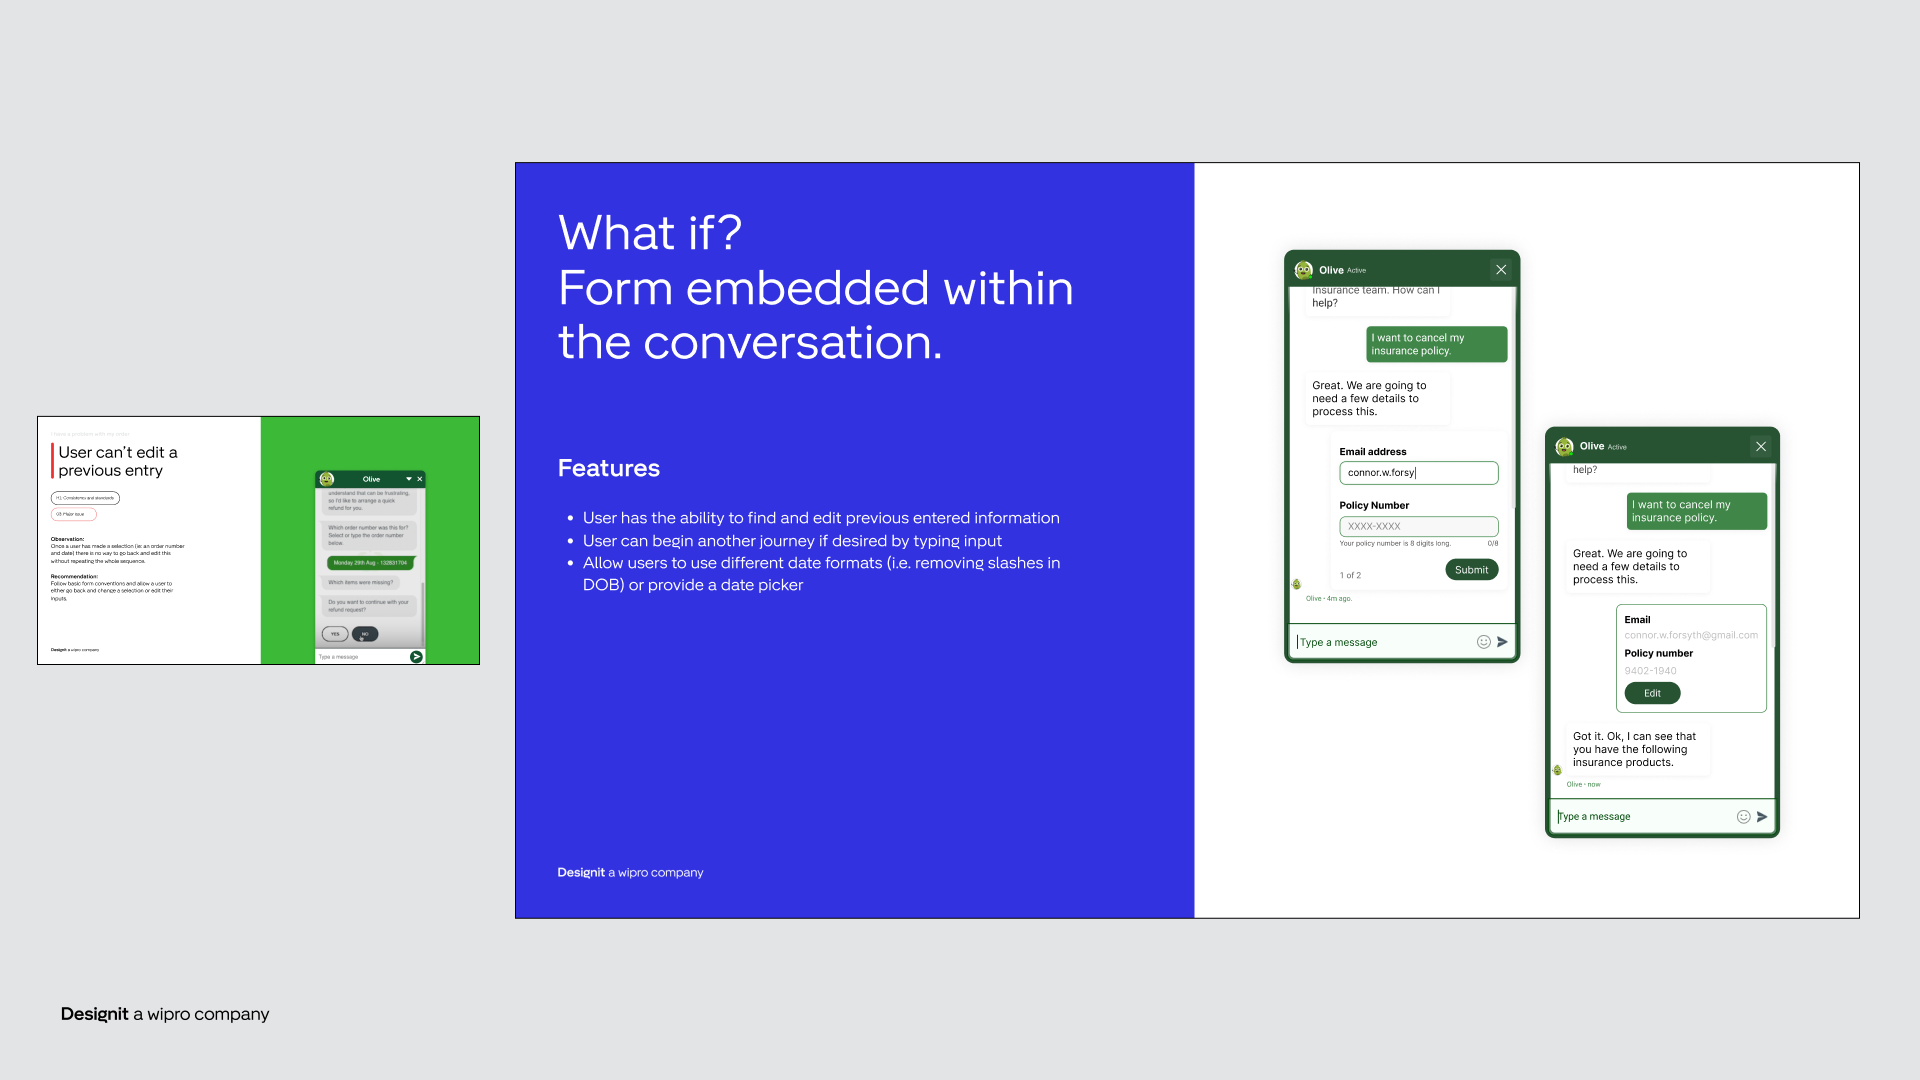 I have a problem with my order
User can't edit a
previous entry
H1: Consistency and standards
03: Major issue
Observation:
Once a user has made a selection (ie: an order number
and date) there is no way to go back and edit this
without repeating the whole sequence.
Recommendation:
Follow basic form conventions and allow a user to
either go back and change a selection or edit their
inputs.
Designit a wipro company
Olive
understand that can be frustrating,
so I'd like to arrange a quick
refund for you.
Which order number was this for?
Select or type the order number
below.
Monday 29th Aug - 132831704
Which items were missing?
Do you want to continue with your
refund request?
YES
NO
Type a message
What if?
Form embedded within
the conversation.
Features
• User has the ability to find and edit previous entered information
• User can begin another journey if desired by typing input
• Allow users to use different date formats (i.e. removing slashes in
DOB) or provide a date picker
Designit a wipro company
Olive Active
insurance team. How can I
help?
I want to cancel my
insurance policy.
Great. We are going to
need a few details to
process this.
Email address
connor.w.forsy
Policy Number
XXXX-XXXX
Your policy number is 8 digits long. 0/8
1 of 2
Submit
Olive • 4m ago.
Type a message
Olive Active
help?
I want to cancel my
insurance policy.
Great. We are going to
need a few details to
process this.
Email
connor.w.forsyth@gmail.com
Policy number
9402-1940
Edit
Got it. Ok, I can see that
you have the following
insurance products.
Olive • now
Type a message
Designit a wipro company